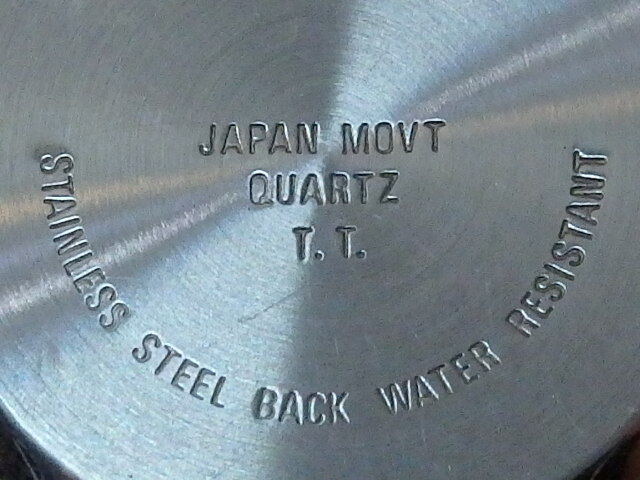 JAPAN MOVT
QUARTZ
T. T.
STAINLESS STEEL BACK WATER RESISTANT